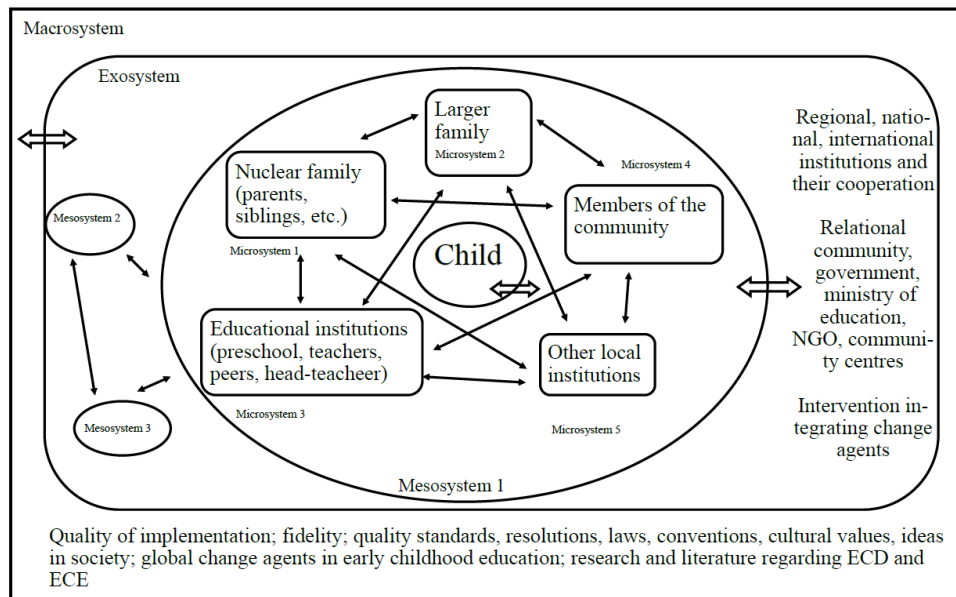 Macrosystem
Exosystem
Larger
family
Microsystem 2
Nuclear family
(parents,
siblings, etc.)
Microsystem 1
Microsystem 4
Members of the
community
Child
Mesosystem 2
Educational institutions
(preschool, teachers,
peers, head-teacheer)
Microsystem 3
Other local
institutions
Microsystem 5
Mesosystem 3
Mesosystem 1
Regional, natio-
nal, international
institutions and
their cooperation
Relational
community,
government,
ministry of
education,
NGO, communi-
ty centres
Intervention in-
tegrating change
agents
Quality of implementation; fidelity; quality standards, resolutions, laws, conventions, cultural values, ideas
in society; global change agents in early childhood education; research and literature regarding ECD and
ECE